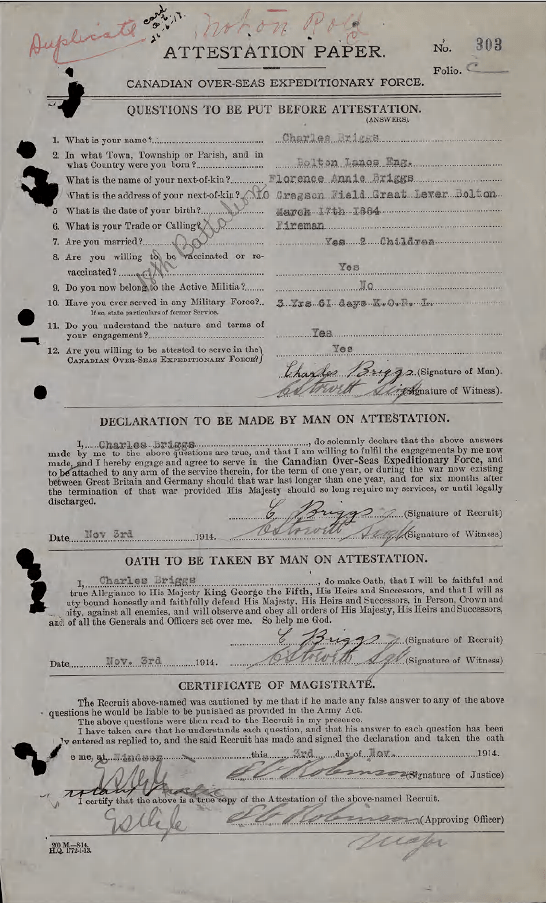 Duplicate card
not on
ATTESTATION PAPER.
No. 303
Folio. C
CANADIAN OVER-SEAS EXPEDITIONARY FORCE.
QUESTIONS TO BE PUT BEFORE ATTESTATION.
(ANSWERS).
1. What is your name? Charles Briggs
2. In what Town, Township or Parish, and in
what Country were you born? Bolton Lancs Eng.
What is the name of your next-of-kin? Florence Annie Briggs
What is the address of your next-of-kin? 10 Gregson Field Great Lever Bolton
5 What is the date of your birth? March 17th 1884
6. What is your Trade or Calling? Fireman
7. Are you married? Yes 2 Children
8. Are you willing to be vaccinated or re-
vaccinated? Yes
9. Do you now belong to the Active Militia? No
10. Have you ever served in any Military Force? 3 Yrs 61 days K.O.R. L.
If so, state particulars of former Service.
11. Do you understand the nature and terms of
your engagement? Yes
12. Are you willing to be attested to serve in the
CANADIAN OVER-SEAS EXPEDITIONARY FORCE? Yes
18th Battalion
Charles Briggs (Signature of Man).
(Signature of Witness).
DECLARATION TO BE MADE BY MAN ON ATTESTATION.
I, Charles Briggs, do solemnly declare that the above answers
made by me to the above questions are true, and that I am willing to fulfil the engagements by me now
made, and I hereby engage and agree to serve in the Canadian Over-Seas Expeditionary Force, and
to be attached to any arm of the service therein, for the term of one year, or during the war now existing
between Great Britain and Germany should that war last longer than one year, and for six months after
the termination of that war provided His Majesty should so long require my services, or until legally
discharged.
C Briggs (Signature of Recruit)
Date Nov 3rd 1914. (Signature of Witness)
OATH TO BE TAKEN BY MAN ON ATTESTATION.
I, Charles Briggs, do make Oath, that I will be faithful and
true Allegiance to His Majesty King George the Fifth, His Heirs and Successors, and that I will as
uty bound honestly and faithfully defend His Majesty, His Heirs and Successors, in Person, Crown and
nity, against all enemies, and will observe and obey all orders of His Majesty, His Heirs and Successors,
and of all the Generals and Officers set over me. So help me God.
C Briggs (Signature of Recruit)
Date Nov. 3rd 1914. (Signature of Witness)
CERTIFICATE OF MAGISTRATE.
The Recruit above-named was cautioned by me that if he made any false answer to any of the above
questions he would be liable to be punished as provided in the Army Act.
The above questions were then read to the Recruit in my presence.
I have taken care that he understands each question, and that his answer to each question has been
ly entered as replied to, and the said Recruit has made and signed the declaration and taken the oath
e me, at Windsor this 3rd day of Nov. 1914.
Robinson (Signature of Justice)
I certify that the above is a true copy of the Attestation of the above-named Recruit.
Robinson (Approving Officer)
Major
200 M.—8-14.
H.Q. 1772-1-13.